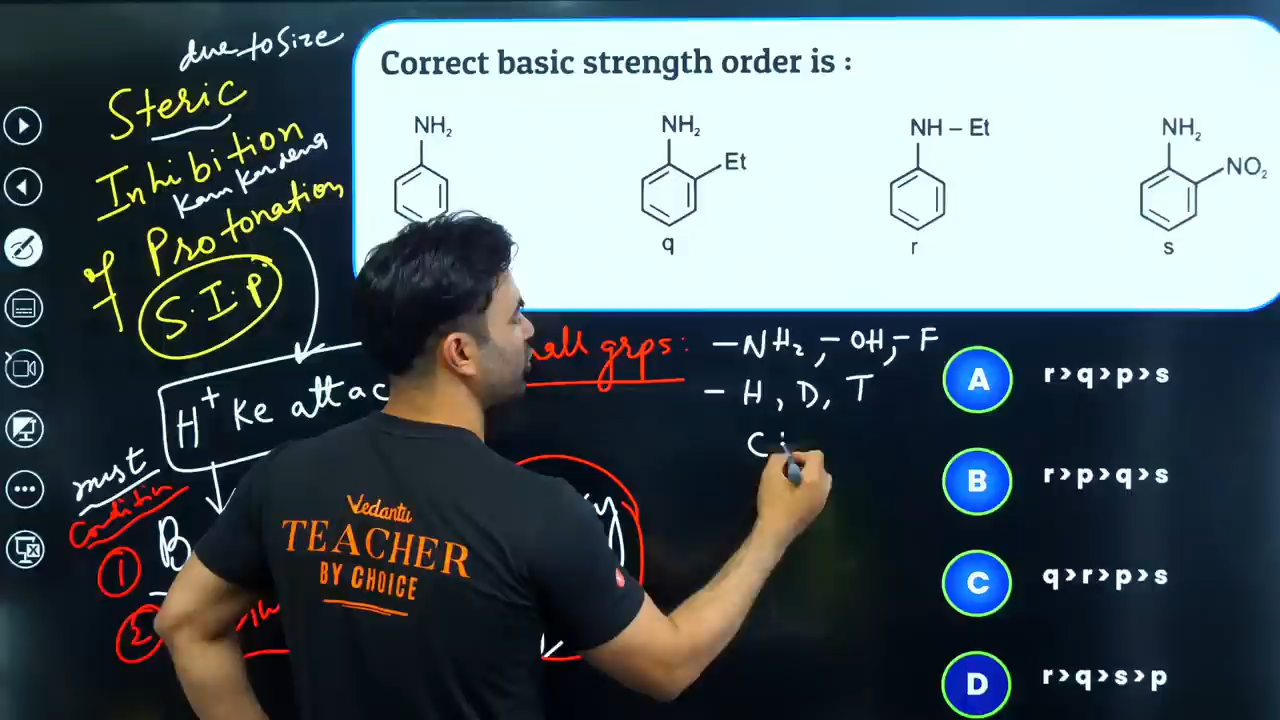 due to size
Steric
Inhibition
Kam Kardena
of Protonation
S.I.P.
H+ Ke attac
must
Condition
①
②
Correct basic strength order is :
NH₂
NH₂
Et
q
NH – Et
r
NH₂
NO₂
s
all grps: –NH₂, –OH, –F
–H, D, T
A r>q>p>s
B r>p>q>s
C q>r>p>s
D r>q>s>p
Vedantu
TEACHER
BY CHOICE